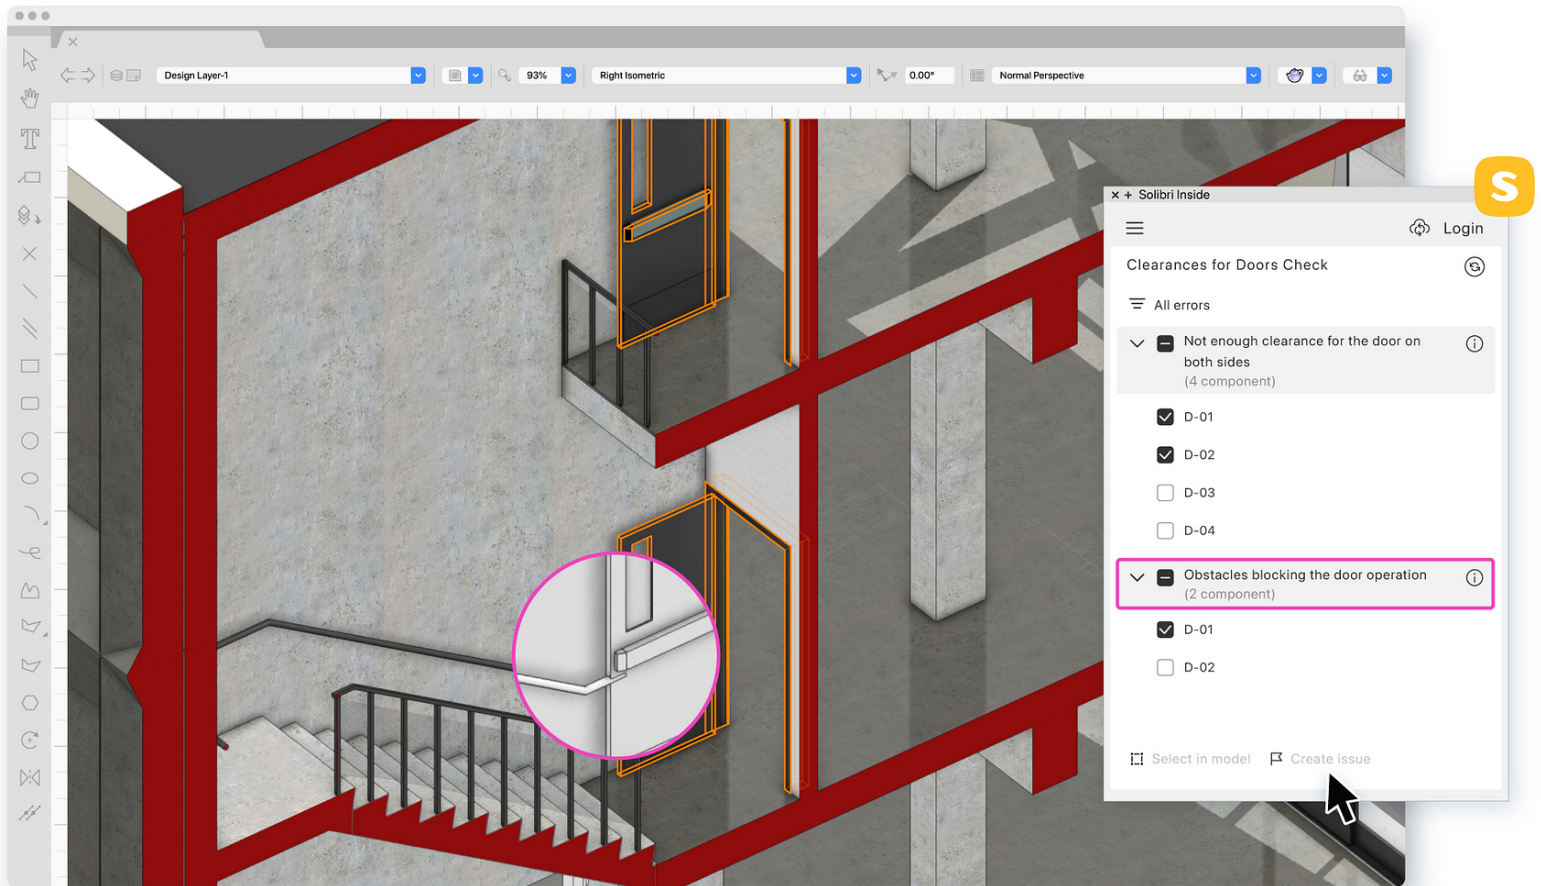 Design Layer-1
93%
Right Isometric
0.00°
Normal Perspective
S
Solibri Inside
Login
Clearances for Doors Check
All errors
Not enough clearance for the door on
both sides
(4 component)
D-01
D-02
D-03
D-04
Obstacles blocking the door operation
(2 component)
D-01
D-02
Select in model
Create issue